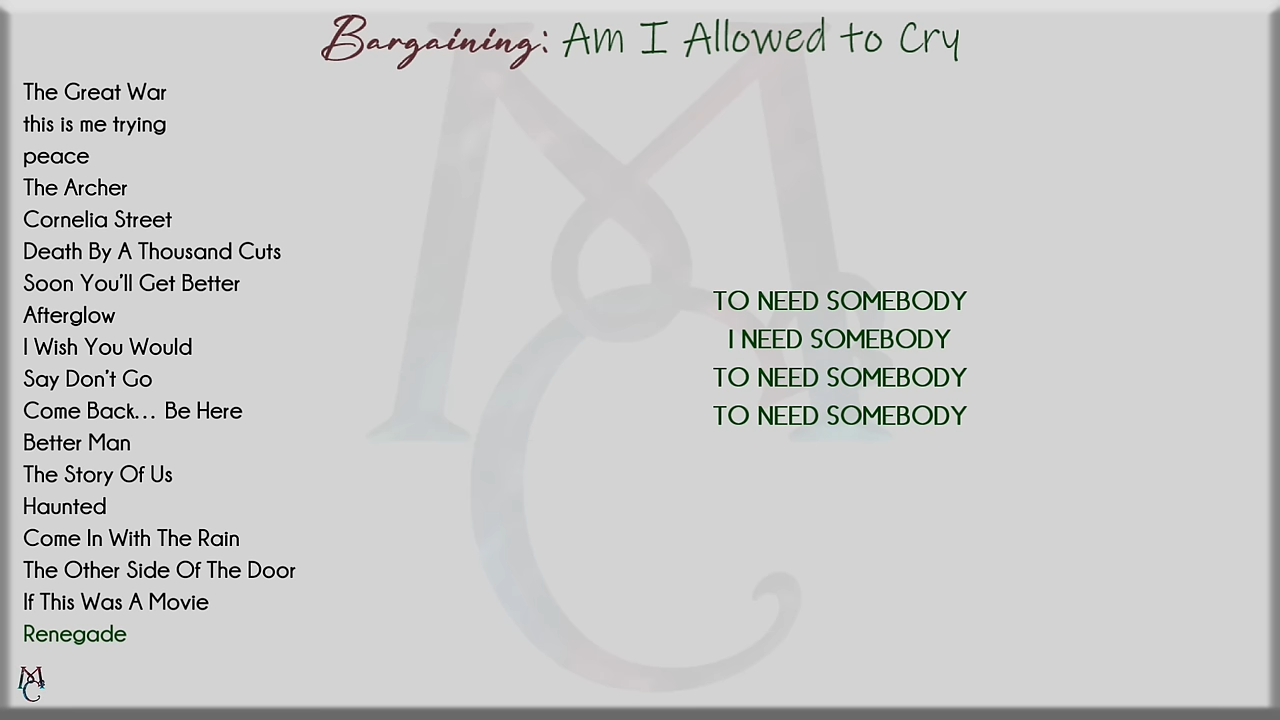 Bargaining: Am I Allowed to Cry
The Great War
this is me trying
peace
The Archer
Cornelia Street
Death By A Thousand Cuts
Soon You'll Get Better
Afterglow
I Wish You Would
Say Don't Go
Come Back... Be Here
Better Man
The Story Of Us
Haunted
Come In With The Rain
The Other Side Of The Door
If This Was A Movie
Renegade
TO NEED SOMEBODY
I NEED SOMEBODY
TO NEED SOMEBODY
TO NEED SOMEBODY